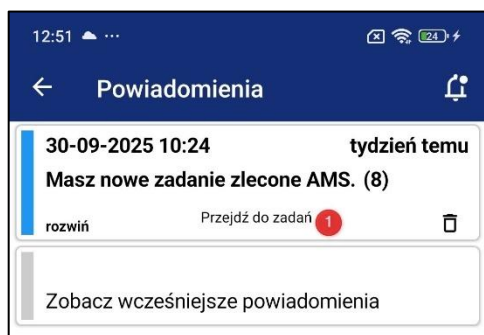 12:51
24
Powiadomienia
30-09-2025 10:24 tydzień temu
Masz nowe zadanie zlecone AMS. (8)
rozwiń Przejdź do zadań 1
Zobacz wcześniejsze powiadomienia